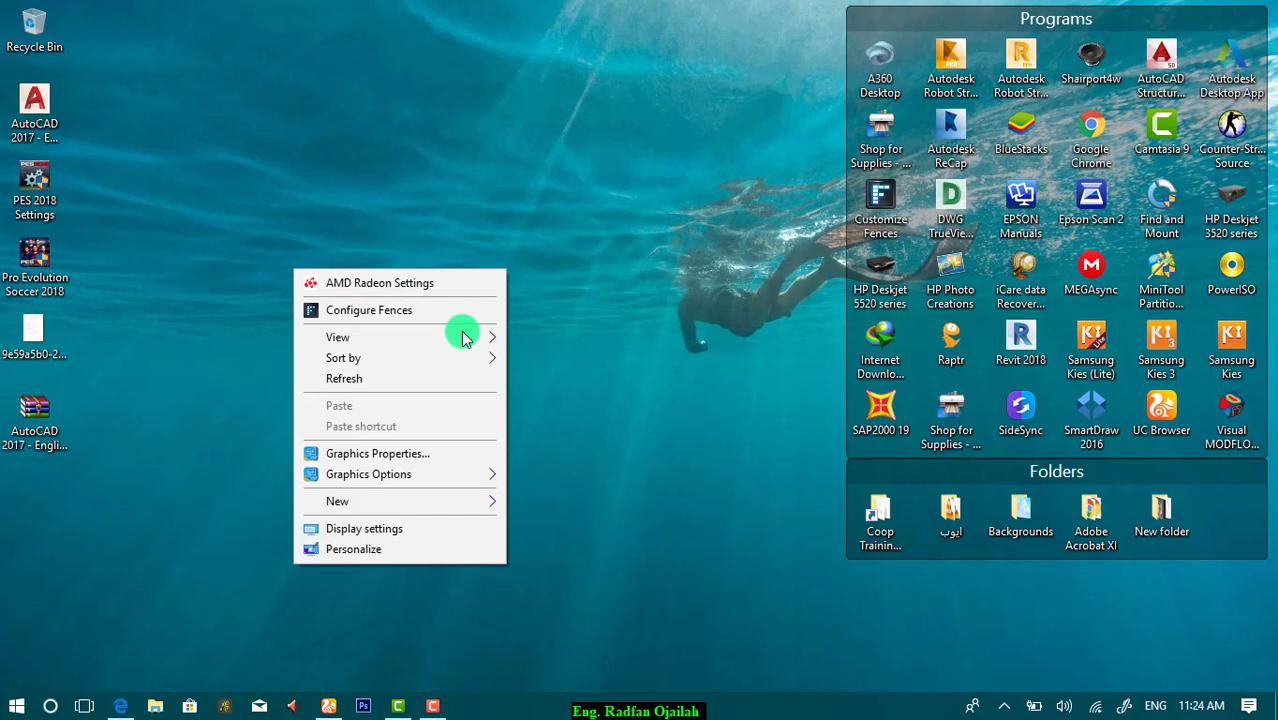 Recycle Bin
AutoCAD
2017 - E...
PES 2018
Settings
Pro Evolution
Soccer 2018
9e59a5b0-2...
AutoCAD
2017 - Engli...
AMD Radeon Settings
Configure Fences
View
Sort by
Refresh
Paste
Paste shortcut
Graphics Properties...
Graphics Options
New
Display settings
Personalize
Programs
A360
Desktop
Autodesk
Robot Str...
Autodesk
Robot Str...
Shairport4w
AutoCAD
Structur...
Autodesk
Desktop App
Shop for
Supplies - ...
Autodesk
ReCap
BlueStacks
Google
Chrome
Camtasia 9
Counter-Str...
Source
Customize
Fences
DWG
TrueVie...
EPSON
Manuals
Epson Scan 2
Find and
Mount
HP Deskjet
3520 series
HP Deskjet
5520 series
HP Photo
Creations
iCare data
Recover...
MEGAsync
MiniTool
Partitio...
PowerISO
Internet
Downlo...
Raptr
Revit 2018
Samsung
Kies (Lite)
Samsung
Kies 3
Samsung
Kies
SAP2000 19
Shop for
Supplies - ...
SideSync
SmartDraw
2016
UC Browser
Visual
MODFLO...
Folders
Coop
Trainin...
ايوب
Backgrounds
Adobe
Acrobat XI
New folder
Eng. Radfan Ojailah
ENG
11:24 AM